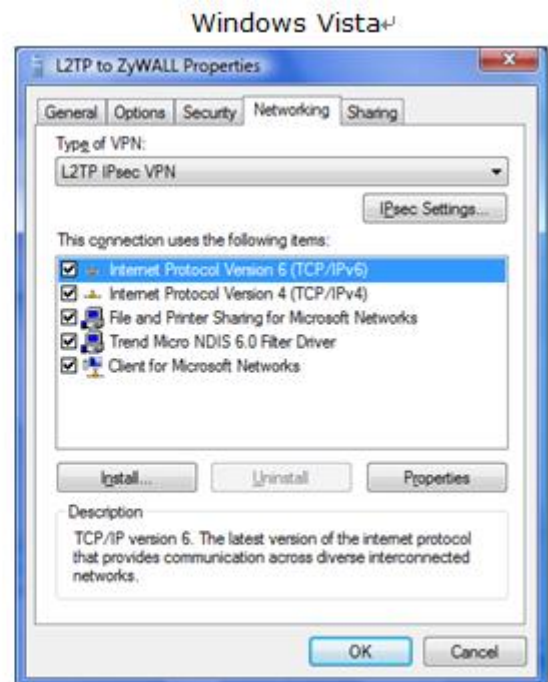 Windows Vista↵
L2TP to ZyWALL Properties
General Options Security Networking Sharing
Type of VPN:
L2TP IPsec VPN
IPsec Settings...
This connection uses the following items:
Internet Protocol Version 6 (TCP/IPv6)
Internet Protocol Version 4 (TCP/IPv4)
File and Printer Sharing for Microsoft Networks
Trend Micro NDIS 6.0 Filter Driver
Client for Microsoft Networks
Install... Uninstall Properties
Description
TCP/IP version 6. The latest version of the internet protocol
that provides communication across diverse interconnected
networks.
OK Cancel